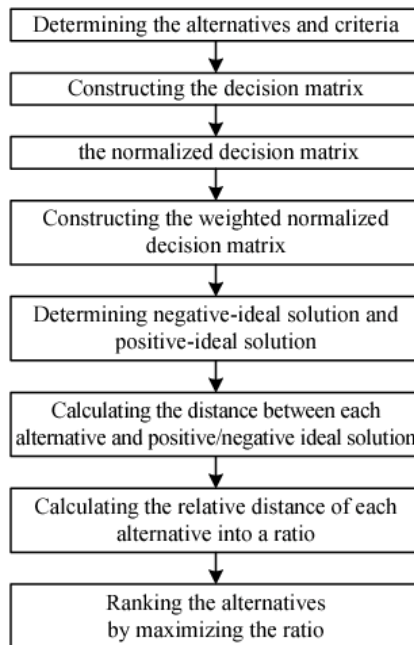 Determining the alternatives and criteria
Constructing the decision matrix
the normalized decision matrix
Constructing the weighted normalized
decision matrix
Determining negative-ideal solution and
positive-ideal solution
Calculating the distance between each
alternative and positive/negative ideal solution
Calculating the relative distance of each
alternative into a ratio
Ranking the alternatives
by maximizing the ratio